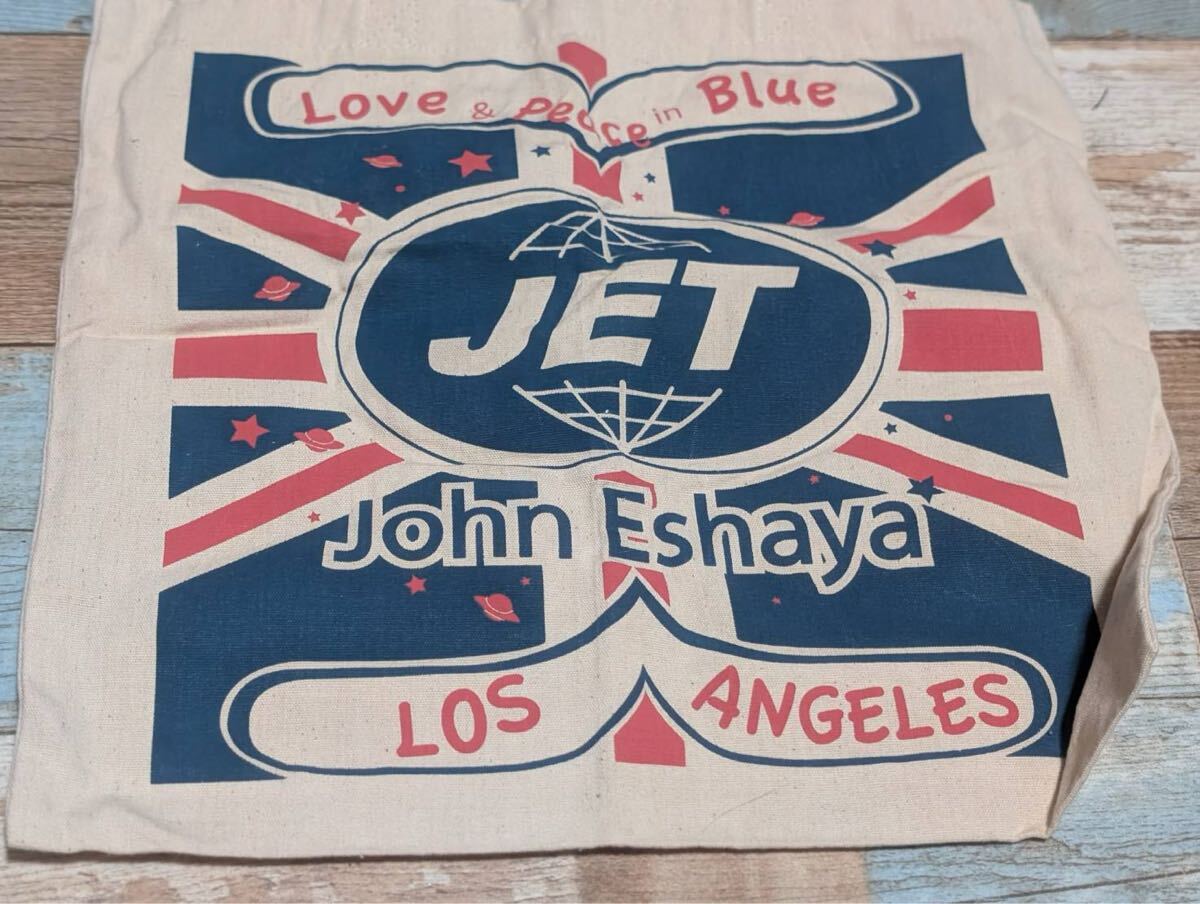 Love & peace in Blue
JET
John Eshaya
LOS ANGELES